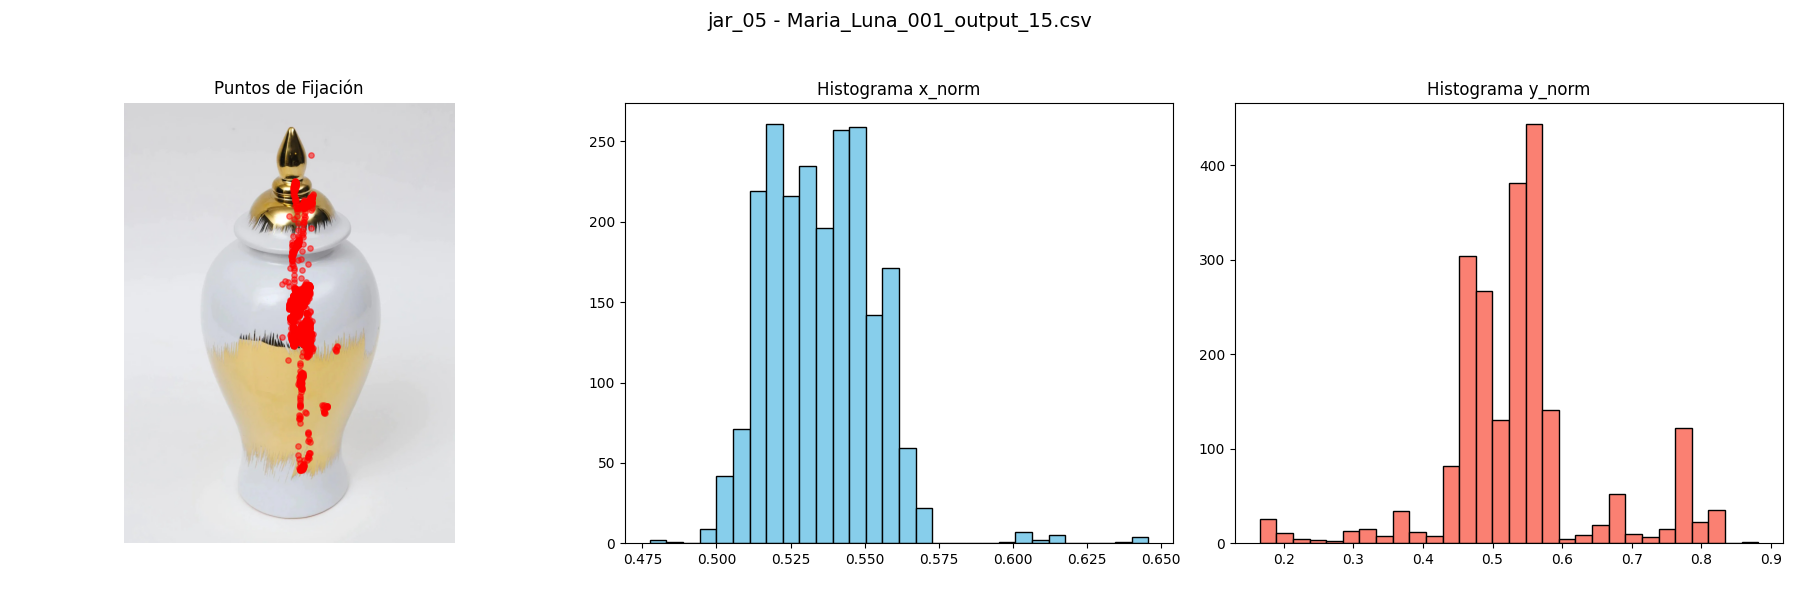 jar_05 - Maria_Luna_001_output_15.csv
Puntos de Fijación
Histograma x_norm
250
200
150
100
50
0
0.475 0.500 0.525 0.550 0.575 0.600 0.625 0.650
Histograma y_norm
400
300
200
100
0
0.2 0.3 0.4 0.5 0.6 0.7 0.8 0.9